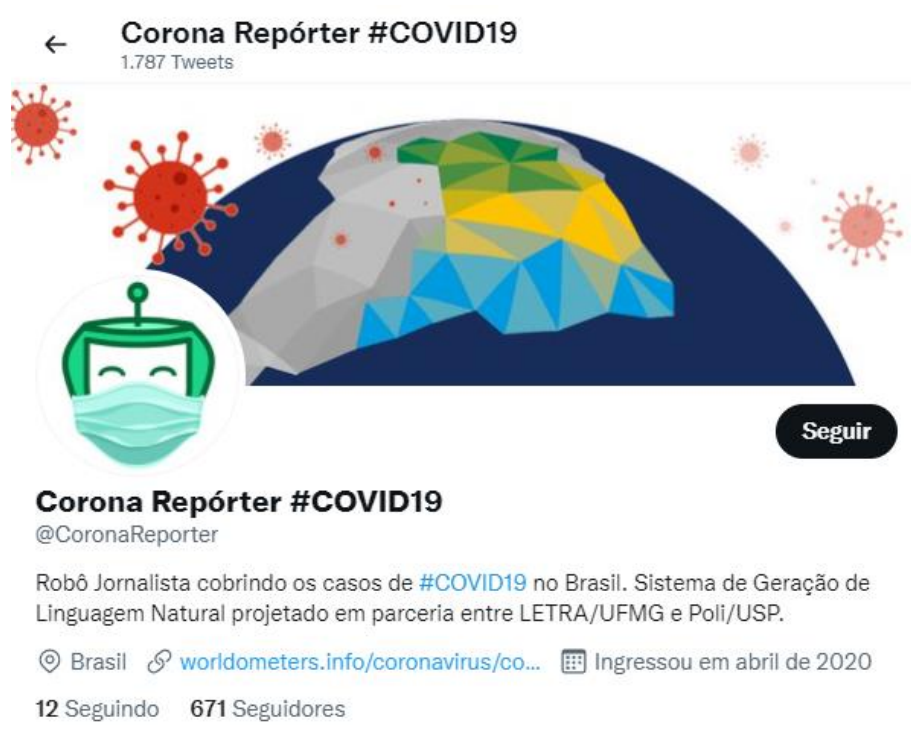 Corona Repórter #COVID19
1.787 Tweets
Seguir
Corona Repórter #COVID19
@CoronaReporter
Robô Jornalista cobrindo os casos de #COVID19 no Brasil. Sistema de Geração de
Linguagem Natural projetado em parceria entre LETRA/UFMG e Poli/USP.
Brasil worldometers.info/coronavirus/co... Ingressou em abril de 2020
12 Seguindo 671 Seguidores